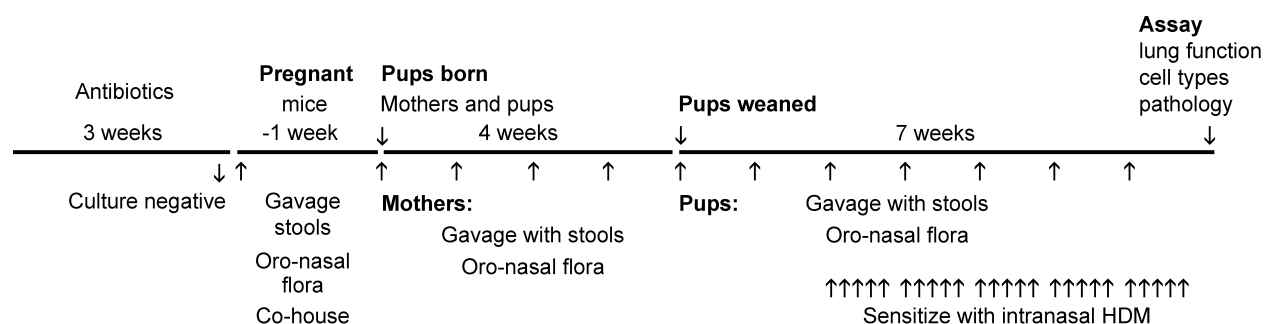 Antibiotics
3 weeks
Culture negative
Pregnant
mice
-1 week
Gavage
stools
Oro-nasal
flora
Co-house
Pups born
Mothers and pups
4 weeks
Mothers:
Gavage with stools
Oro-nasal flora
Pups weaned
7 weeks
Pups:
Gavage with stools
Oro-nasal flora
Sensitize with intranasal HDM
Assay
lung function
cell types
pathology